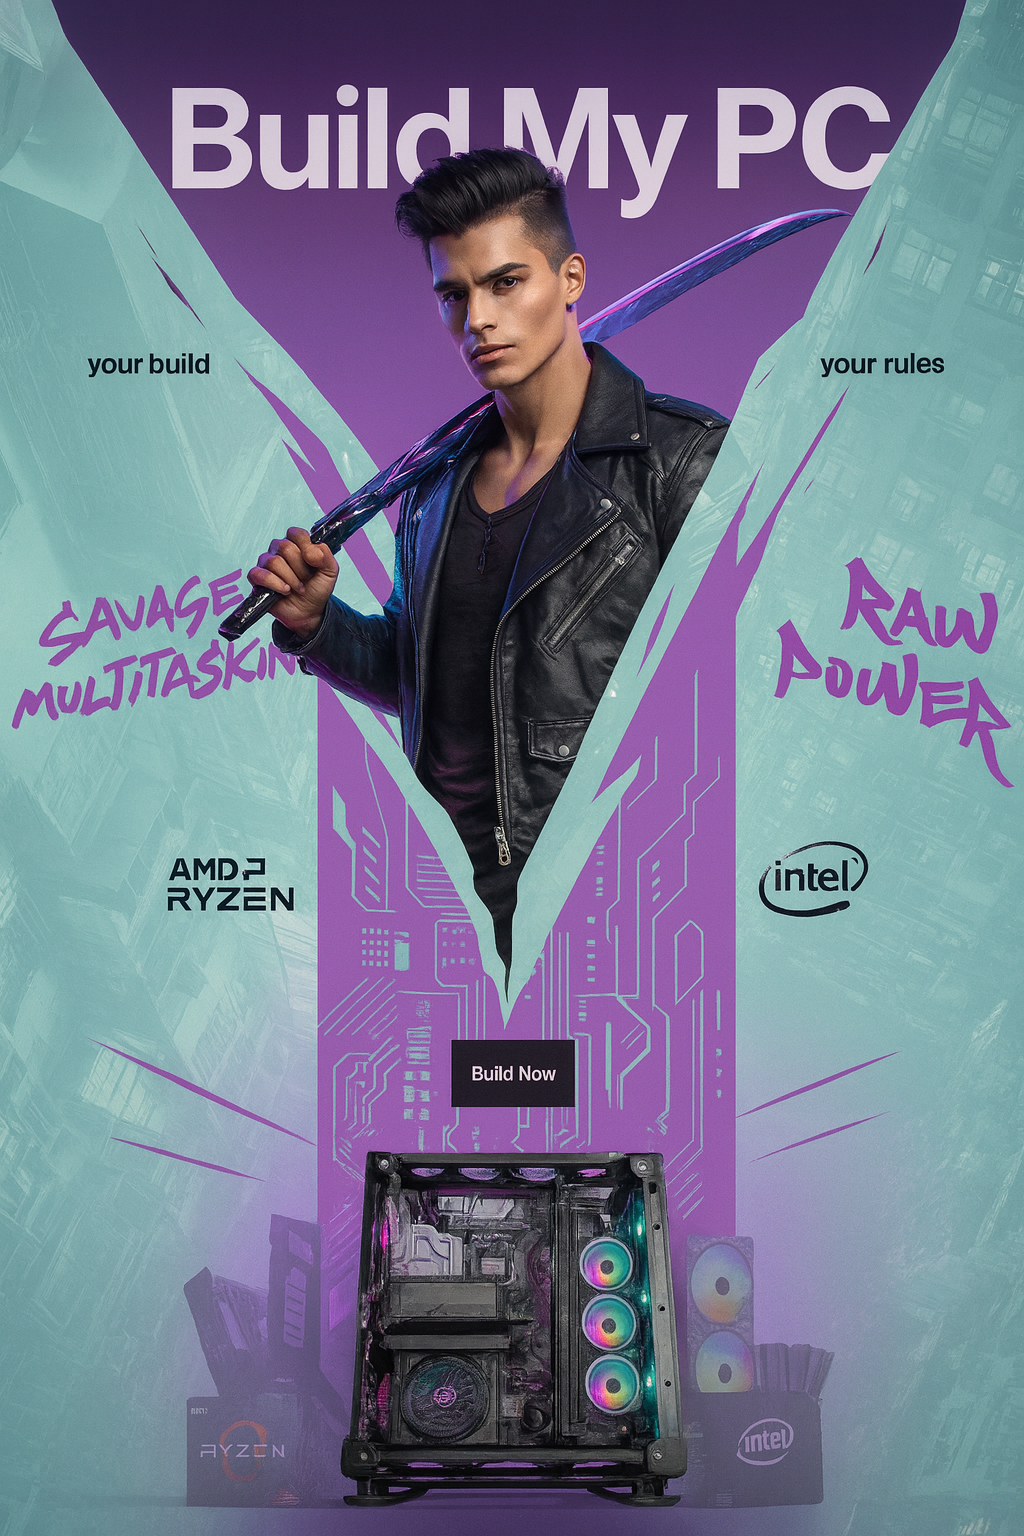 Build My PC
your build
your rules
SAVAGE
MULTITASKIN
RAW
POWER
AMD
RYZEN
intel
Build Now
RYZEN
intel